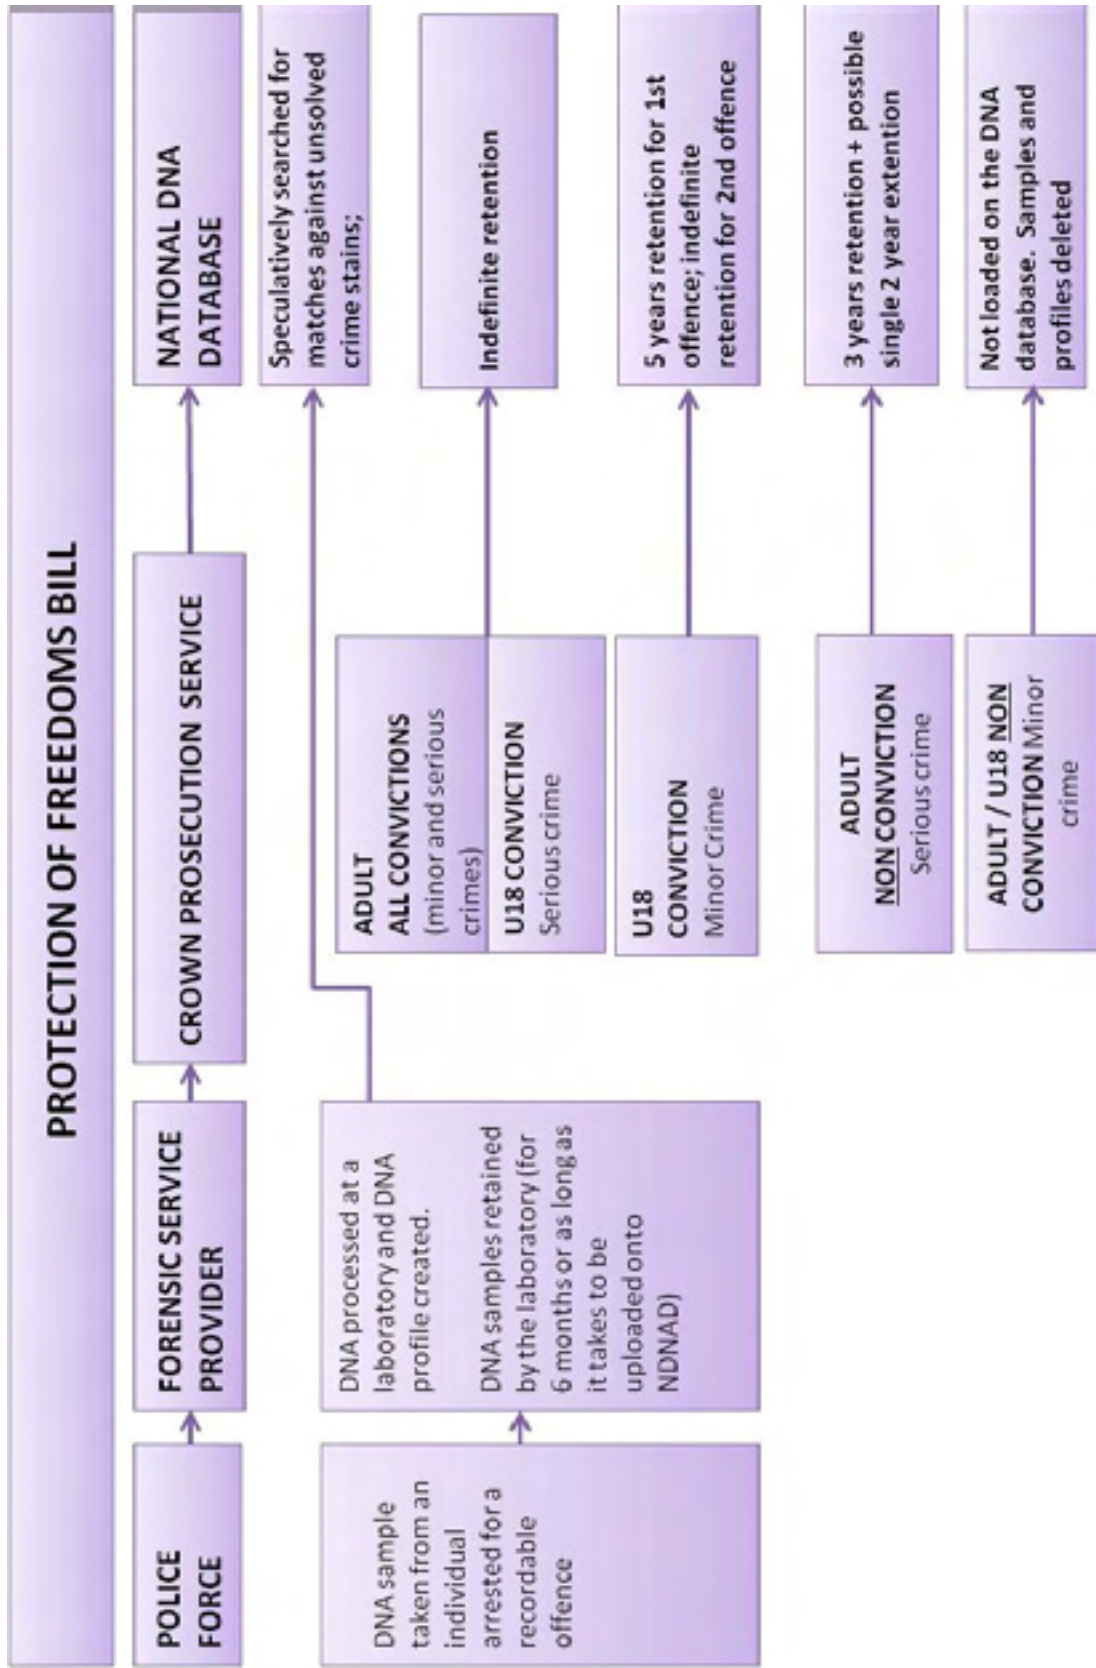 PROTECTION OF FREEDOMS BILL
POLICE
FORCE
FORENSIC SERVICE
PROVIDER
CROWN PROSECUTION SERVICE
NATIONAL DNA
DATABASE
DNA sample
taken from an
individual
arrested for a
recordable
offence
DNA processed at a
laboratory and DNA
profile created.
DNA samples retained
by the laboratory (for
6 months or as long as
it takes to be
uploaded onto
NDNAD)
Speculatively searched for
matches against unsolved
crime stains;
ADULT
ALL CONVICTIONS
(minor and serious
crimes)
U18 CONVICTION
Serious crime
Indefinite retention
U18
CONVICTION
Minor Crime
5 years retention for 1st
offence; indefinite
retention for 2nd offence
ADULT
NON CONVICTION
Serious crime
3 years retention + possible
single 2 year extention
ADULT / U18 NON
CONVICTION Minor
crime
Not loaded on the DNA
database. Samples and
profiles deleted